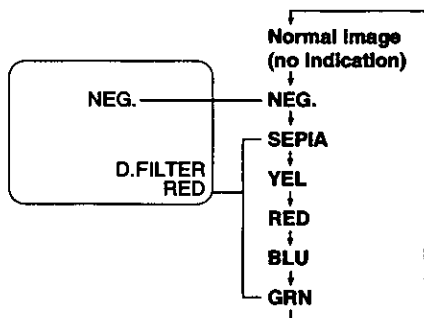 Normal image
(no indication)
NEG.
NEG.
SEPIA
D.FILTER
RED
YEL
RED
BLU
GRN